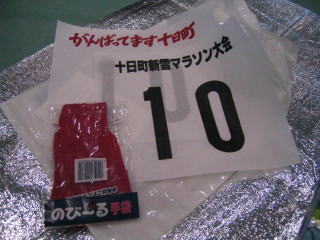 がんばってます十日町
十日町新雪マラソン大会
10
のびーる手袋